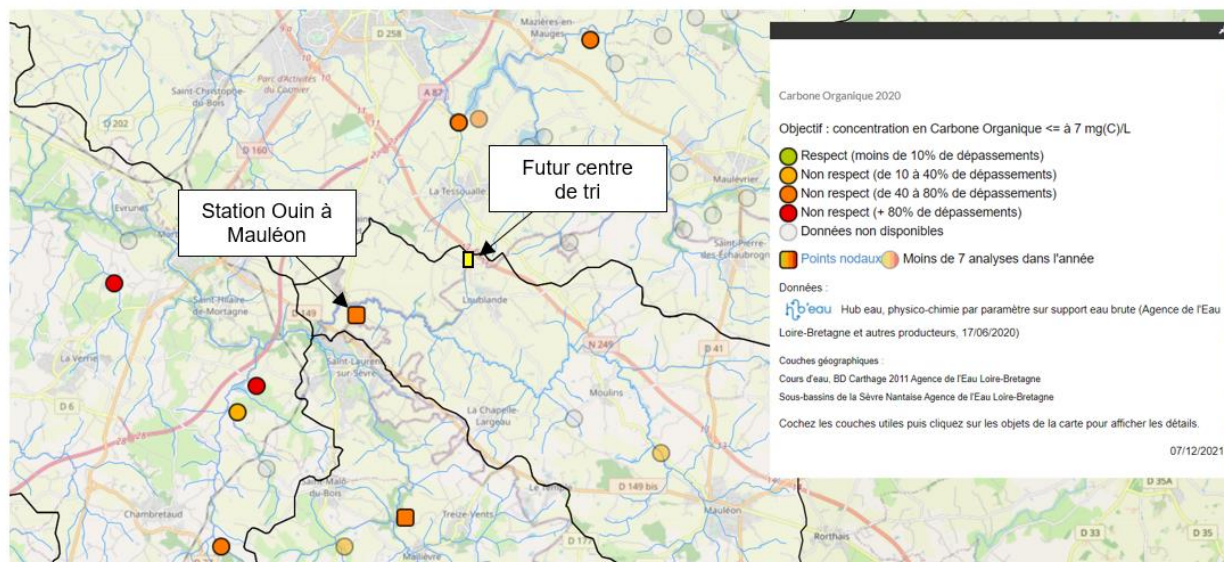 Mazières-en-
Mauges
D 258
Parc d'Activités
du Cormier
Saint-Christophe-
du-Bois
A 87
D 202
D 160
La Tessoualle
Maulévrier
Evrunes
Saint-Pierre-
des-Echaubrogn
Futur centre
de tri
Station Ouin à
Mauléon
Saint-Hilaire-
de-Mortagne
D 149
Loublande
N 249
D 41
La Verrie
Saint-Laurent-
sur-Sèvre
Moulins
D 6
La Chapelle-
Largeau
Saint-Malô-
du-Bois
Le Temple
D 149 bis
Mauléon
Chambretaud
Treize-Vents
Mallièvre
D 177
Rorthais
D 35A
D 33
D 35
Carbone Organique 2020
Objectif : concentration en Carbone Organique <= à 7 mg(C)/L
Respect (moins de 10% de dépassements)
Non respect (de 10 à 40% de dépassements)
Non respect (de 40 à 80% de dépassements)
Non respect (+ 80% de dépassements)
Données non disponibles
Points nodaux Moins de 7 analyses dans l'année
Données :
h'eau Hub eau, physico-chimie par paramètre sur support eau brute (Agence de l'Eau
Loire-Bretagne et autres producteurs, 17/06/2020)
Couches géographiques :
Cours d'eau, BD Carthage 2011 Agence de l'Eau Loire-Bretagne
Sous-bassins de la Sèvre Nantaise Agence de l'Eau Loire-Bretagne
Cochez les couches utiles puis cliquez sur les objets de la carte pour afficher les détails.
07/12/2021